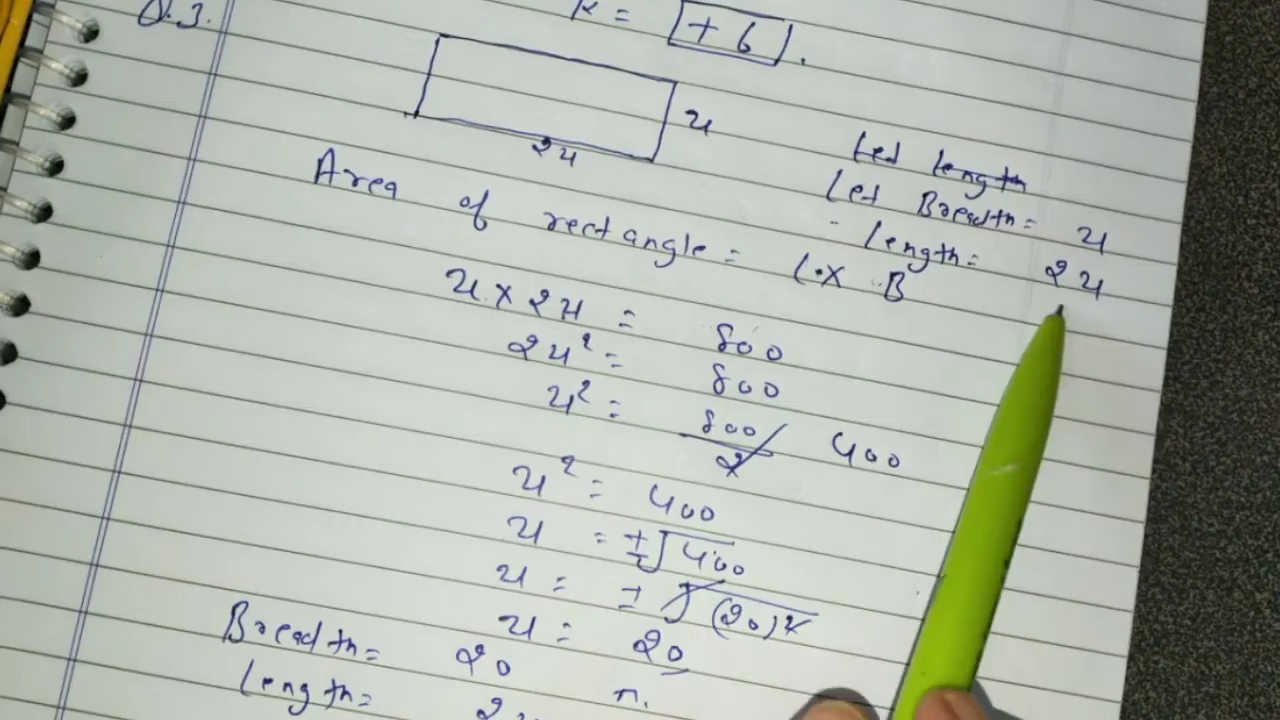 Q.3.
K = + 6 .
x
2x
Let length
Let Breadth = x
length = 2x
Area of rectangle = L × B
x × 2x = 800
2x² = 800
x² = 800/2 400
x² = 400
x = ±√400
x = ±√(20)²
x = 20
Breadth = 20
Length =